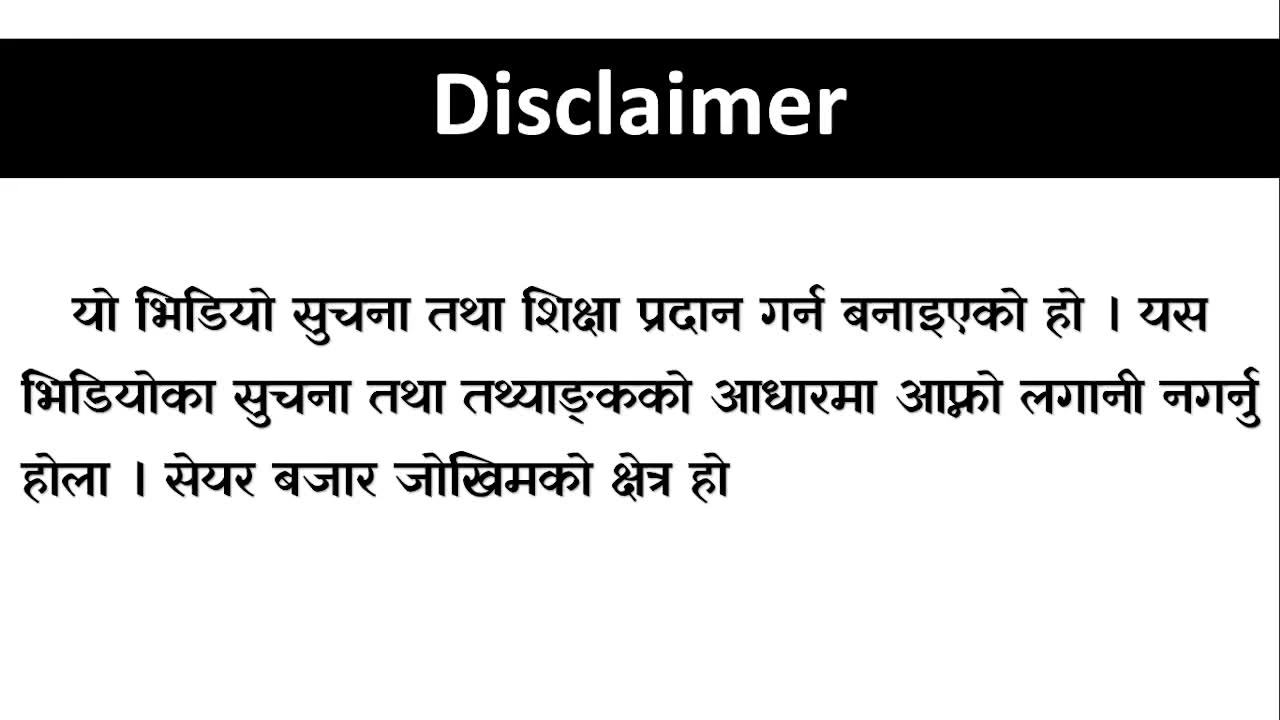 Disclaimer
यो भिडियो सुचना तथा शिक्षा प्रदान गर्न बनाइएको हो । यस
भिडियोका सुचना तथा तथ्याङ्कको आधारमा आफ्नो लगानी नगर्नु
होला । सेयर बजार जोखिमको क्षेत्र हो